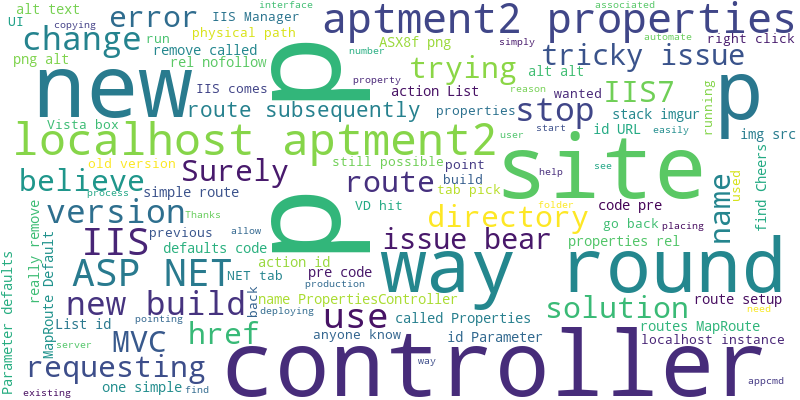 alt text
UI
error
IIS Manager
copying
interface
associated
aptment2 properties
change
run
physical path
ASX8f png
simply
automate
right click
png alt
remove called
rel nofollow
number
trying
alt alt
tricky issue
new
IIS comes
action List
property
reason
wanted
IIS7
running
p
route subsequently
properties
stop
stack imgur
Vista box
p
user
start
id URL
easily
img src
localhost aptment2
old version
process
Surely
still possible
point
help
see
site
believe
simple route
route
build
tab pick
folder
code pre
name
used
find Cheers
version
previous
Thanks
VD hit
directory
go back
placing
really remove
MapRoute Default
IIS
defaults code
allow
p
issue bear
properties rel
need
Parameter defaults
ASP NET
NET tab
action id
pre code
production
way round
new build
back
name PropertiesController
deploying
solution
route setup
List id
pointing
MVC
href
use
called Properties
anyone know
id Parameter
routes MapRoute
localhost instance
server
requesting
way
existing
one simple
find
controller
appcmd